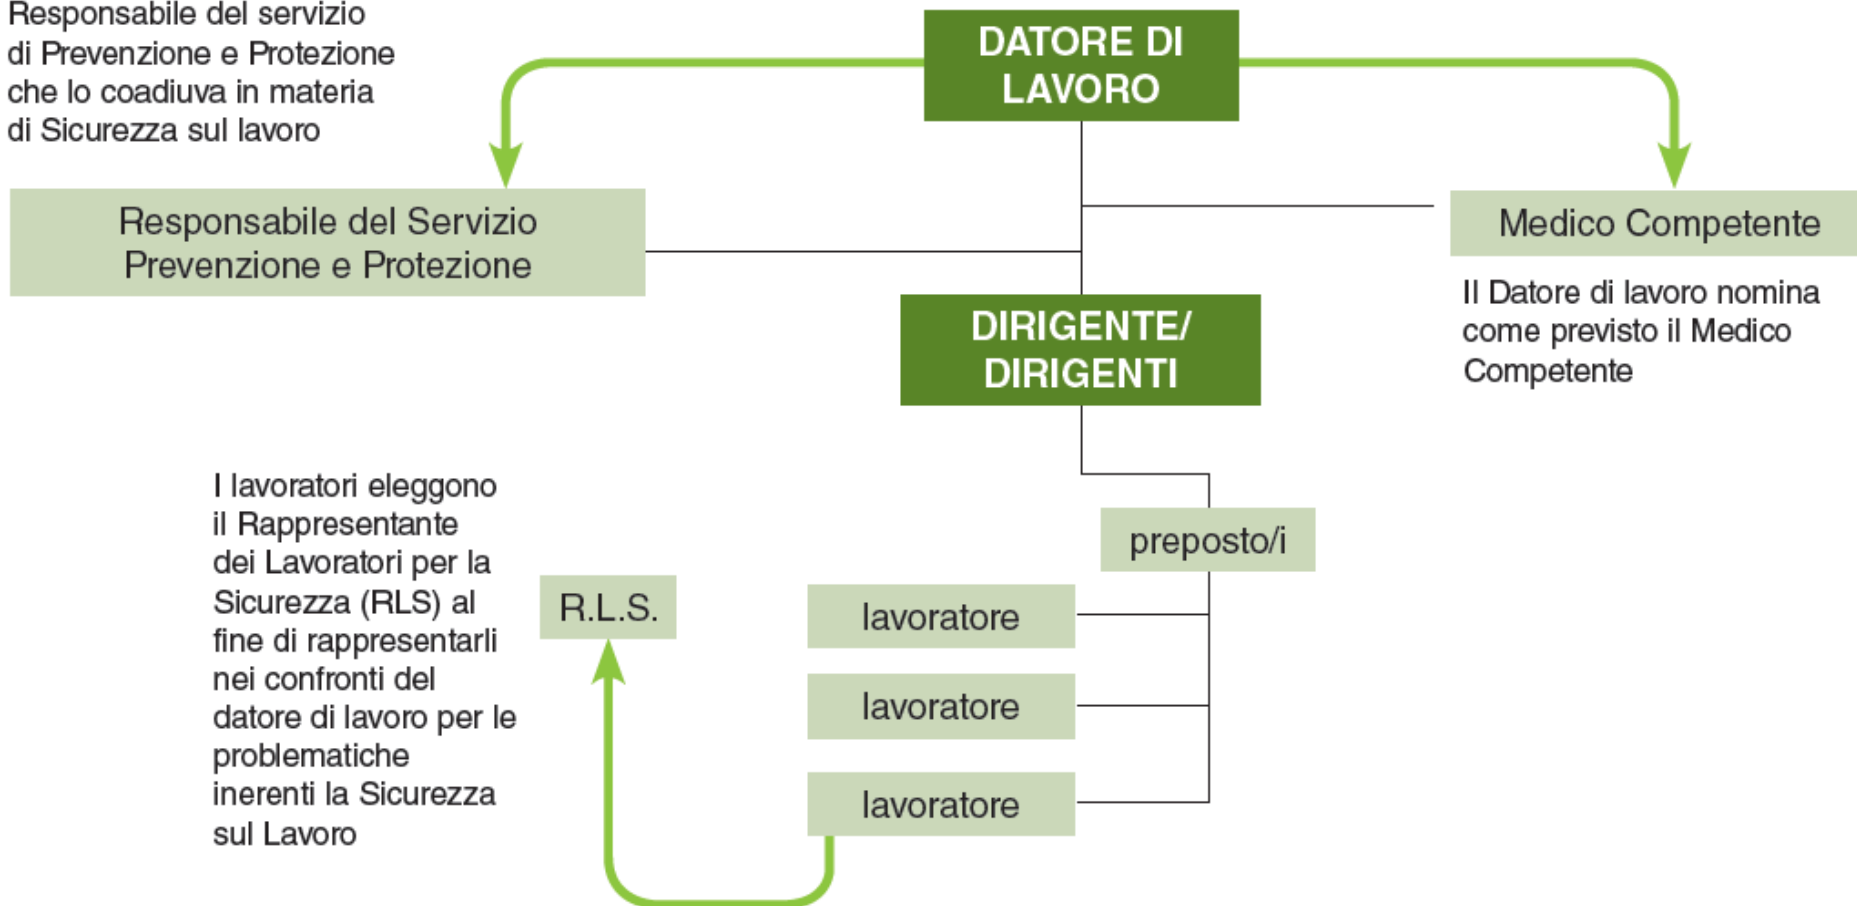 Responsabile del servizio
di Prevenzione e Protezione
che lo coadiuva in materia
di Sicurezza sul lavoro
DATORE DI
LAVORO
Responsabile del Servizio
Prevenzione e Protezione
Medico Competente
Il Datore di lavoro nomina
come previsto il Medico
Competente
DIRIGENTE/
DIRIGENTI
I lavoratori eleggono
il Rappresentante
dei Lavoratori per la
Sicurezza (RLS) al
fine di rappresentarli
nei confronti del
datore di lavoro per le
problematiche
inerenti la Sicurezza
sul Lavoro
R.L.S.
preposto/i
lavoratore
lavoratore
lavoratore